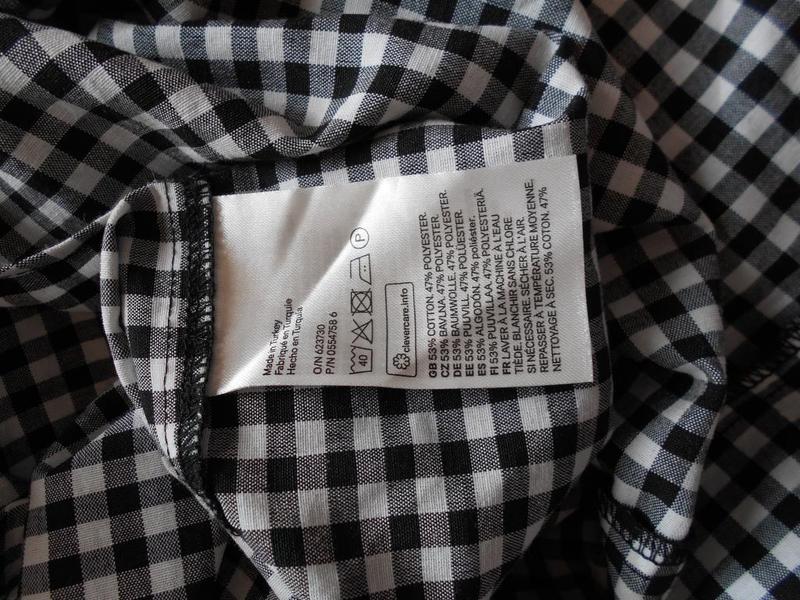 Made in Turkey
Fabriqué en Turquie
Hecho en Turquía
O/N 623730
P/N 0554758 6
40
P
clevercare.info
GB 53% COTTON. 47% POLYESTER.
CZ 53% BAVLNA. 47% POLYESTER.
DE 53% BAUMWOLLE. 47% POLYESTER.
EE 53% PUUVILL. 47% POLÜESTER.
ES 53% ALGODÓN. 47% poliéster.
FI 53% PUUVILLAA. 47% POLYESTERIÄ.
FR LAVER À LA MACHINE À L'EAU
TIÈDE. BLANCHIR SANS CHLORE
SI NÉCESSAIRE. SÉCHER À L'AIR.
REPASSER À TEMPÉRATURE MOYENNE.
NETTOYAGE À SEC. 53% COTON. 47%